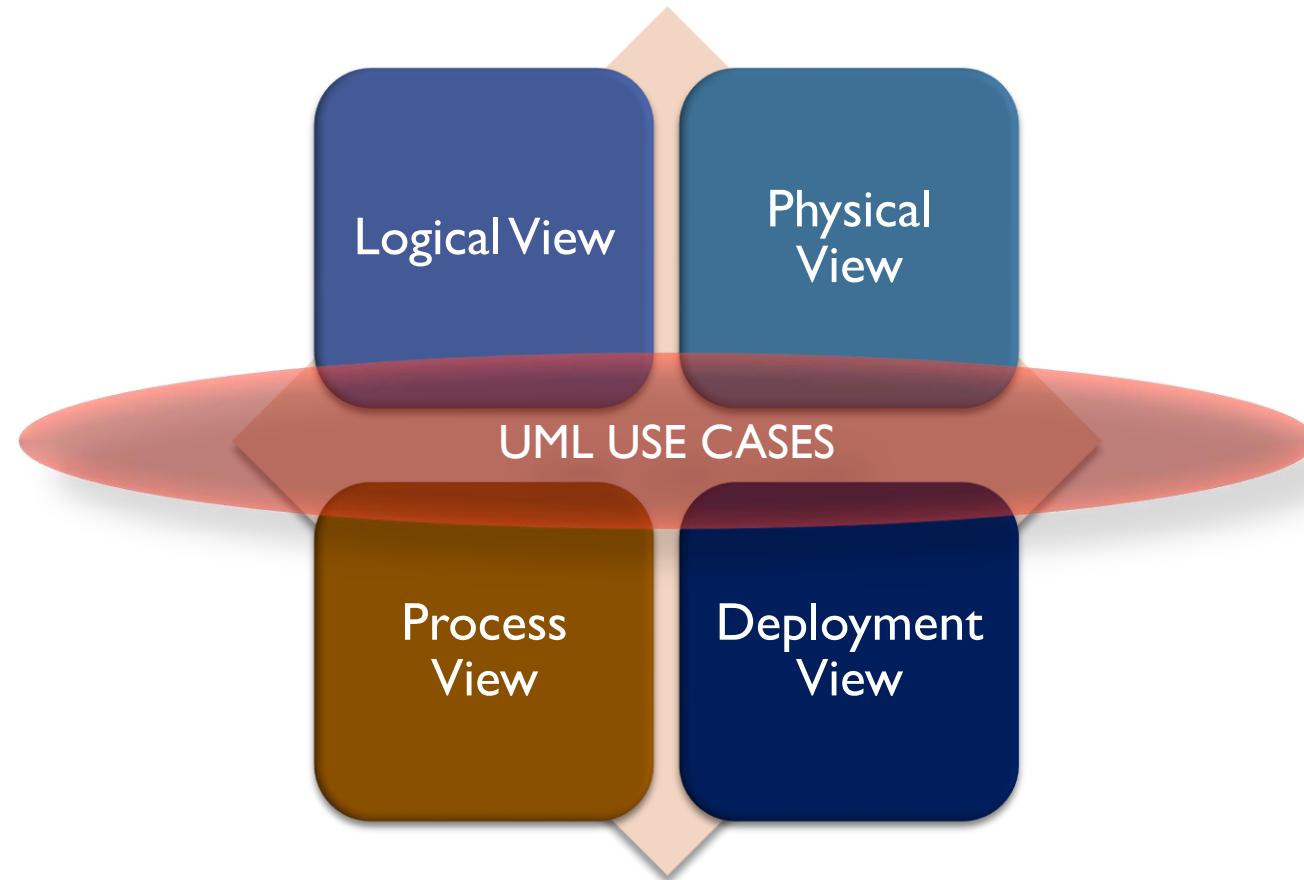 Logical View
Physical
View
UML USE CASES
Process
View
Deployment
View